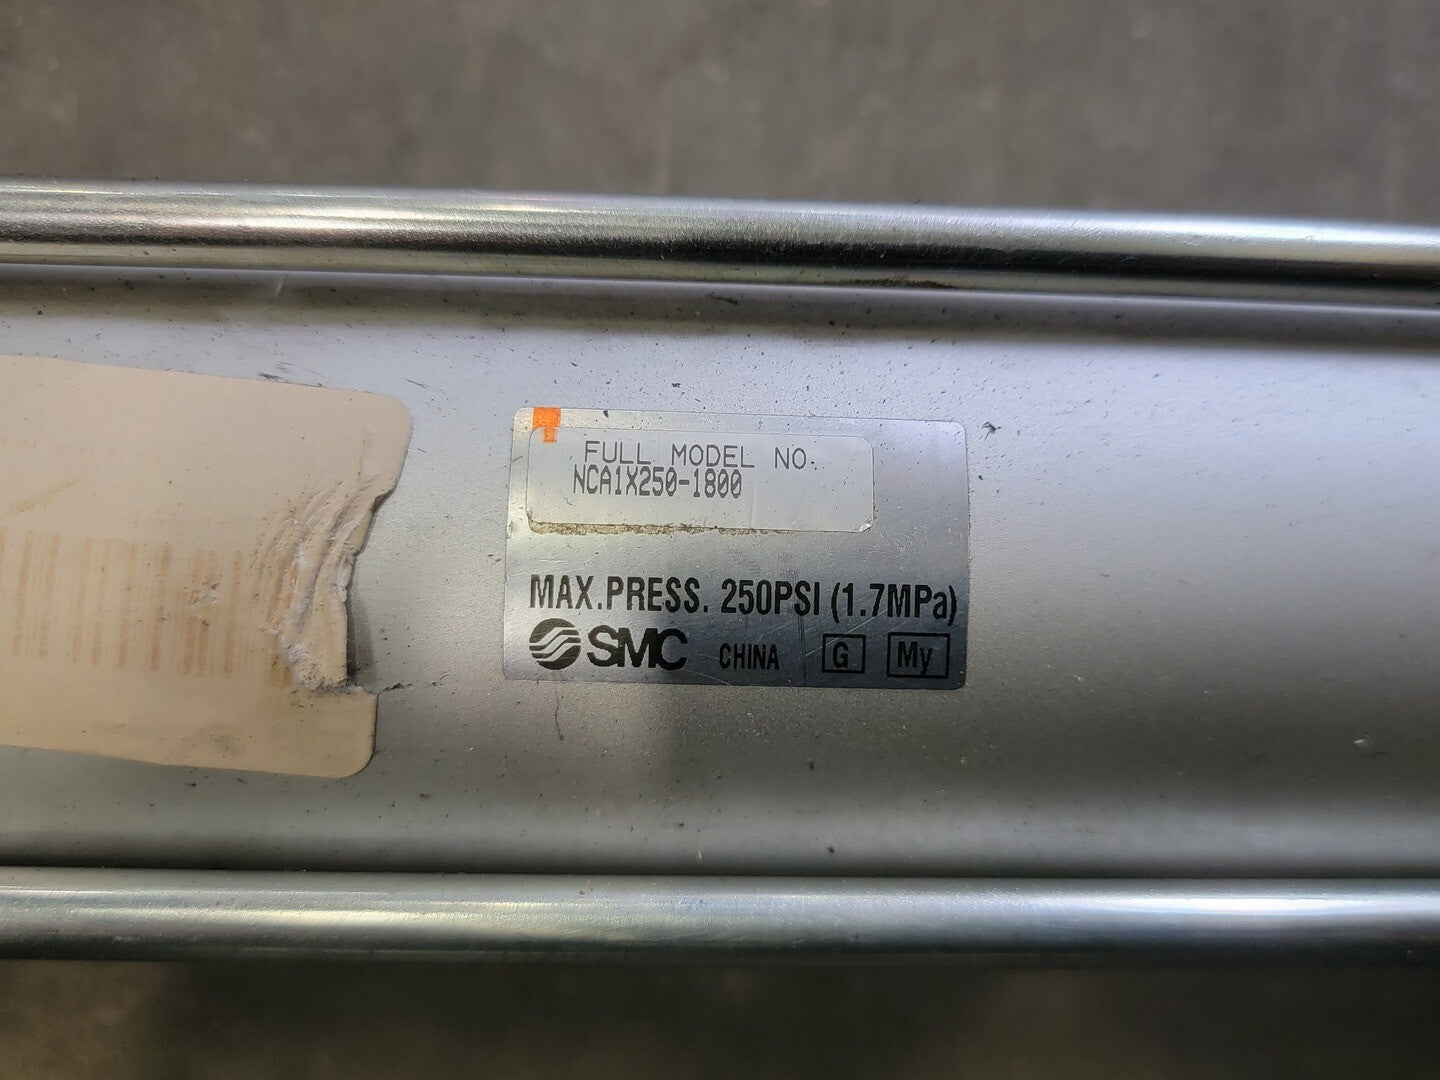 FULL MODEL NO.
NCA1X250-1800
MAX.PRESS. 250PSI (1.7MPa)
SMC CHINA G My